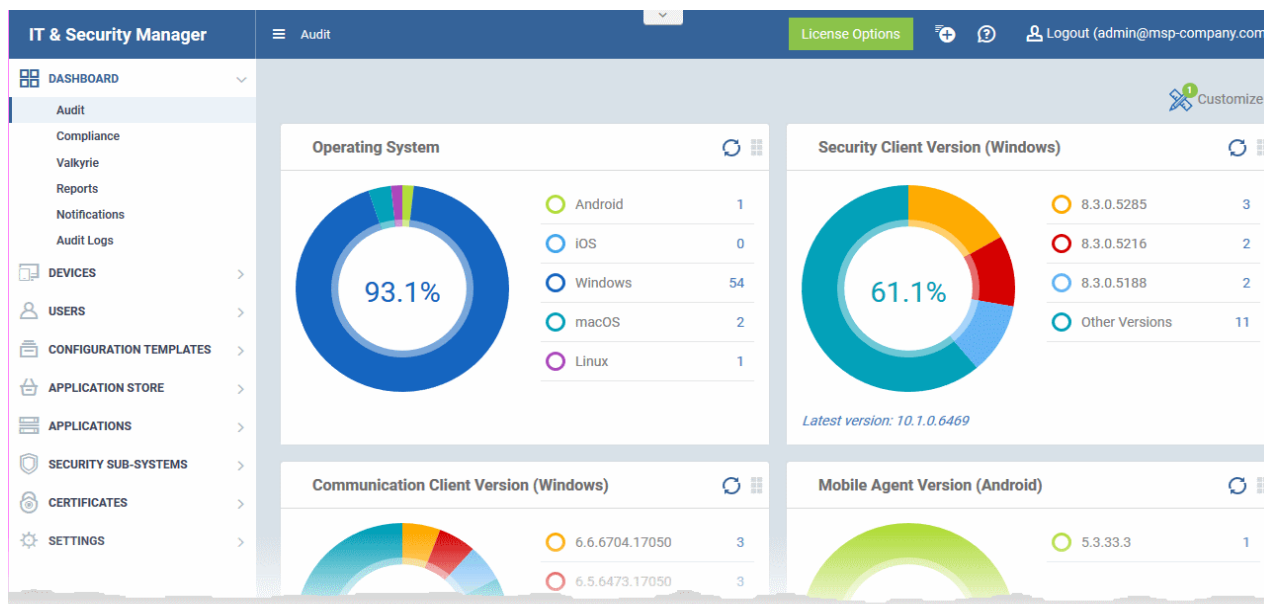 IT & Security Manager
Audit
License Options
Logout (admin@msp-company.com
DASHBOARD
Audit
Compliance
Valkyrie
Reports
Notifications
Audit Logs
DEVICES
USERS
CONFIGURATION TEMPLATES
APPLICATION STORE
APPLICATIONS
SECURITY SUB-SYSTEMS
CERTIFICATES
SETTINGS
1
Customize
Operating System
93.1%
Android 1
iOS 0
Windows 54
macOS 2
Linux 1
Security Client Version (Windows)
61.1%
8.3.0.5285 3
8.3.0.5216 2
8.3.0.5188 2
Other Versions 11
Latest version: 10.1.0.6469
Communication Client Version (Windows)
6.6.6704.17050 3
6.5.6473.17050 3
Mobile Agent Version (Android)
5.3.33.3 1